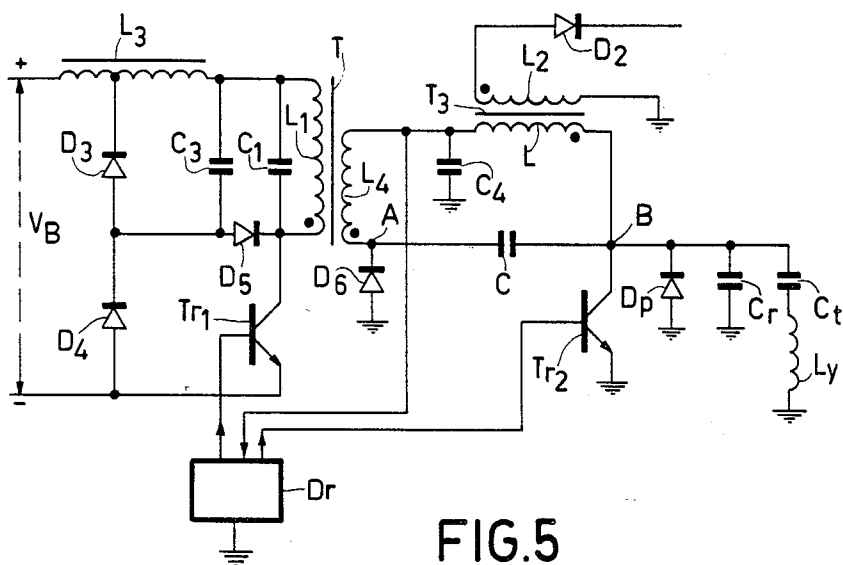 L3
T
D2
L2
T3
L1
D3
C3
C1
L
C4
L4
A
B
VB
D5
D6
C
Dp
Cr
Ct
Tr1
D4
Tr2
Ly
+
-
Dr
FIG.5